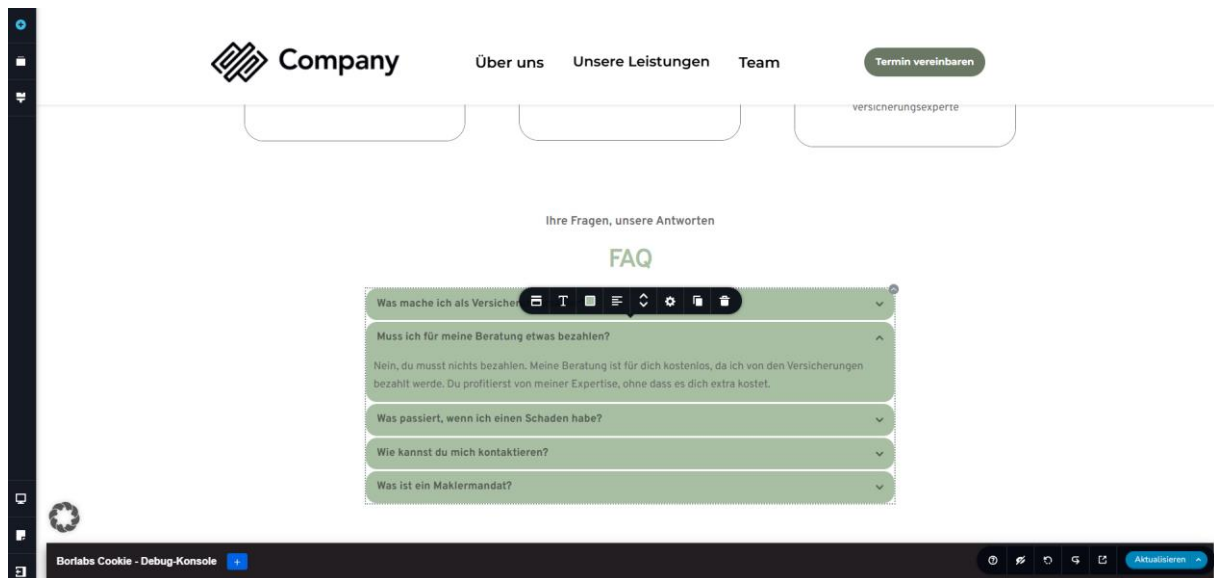 Company
Über uns Unsere Leistungen Team
Termin vereinbaren
Versicherungsexperte
Ihre Fragen, unsere Antworten
FAQ
Was mache ich als
Muss ich für meine Beratung etwas bezahlen?
Nein, du musst nichts bezahlen. Meine Beratung ist für dich kostenlos, da ich von den Versicherungen
bezahlt werde. Du profitierst von meiner Expertise, ohne dass es dich extra kostet.
Was passiert, wenn ich einen Schaden habe?
Wie kannst du mich kontaktieren?
Was ist ein Maklermandat?
Borlabs Cookie - Debug-Konsole +
Aktualisieren